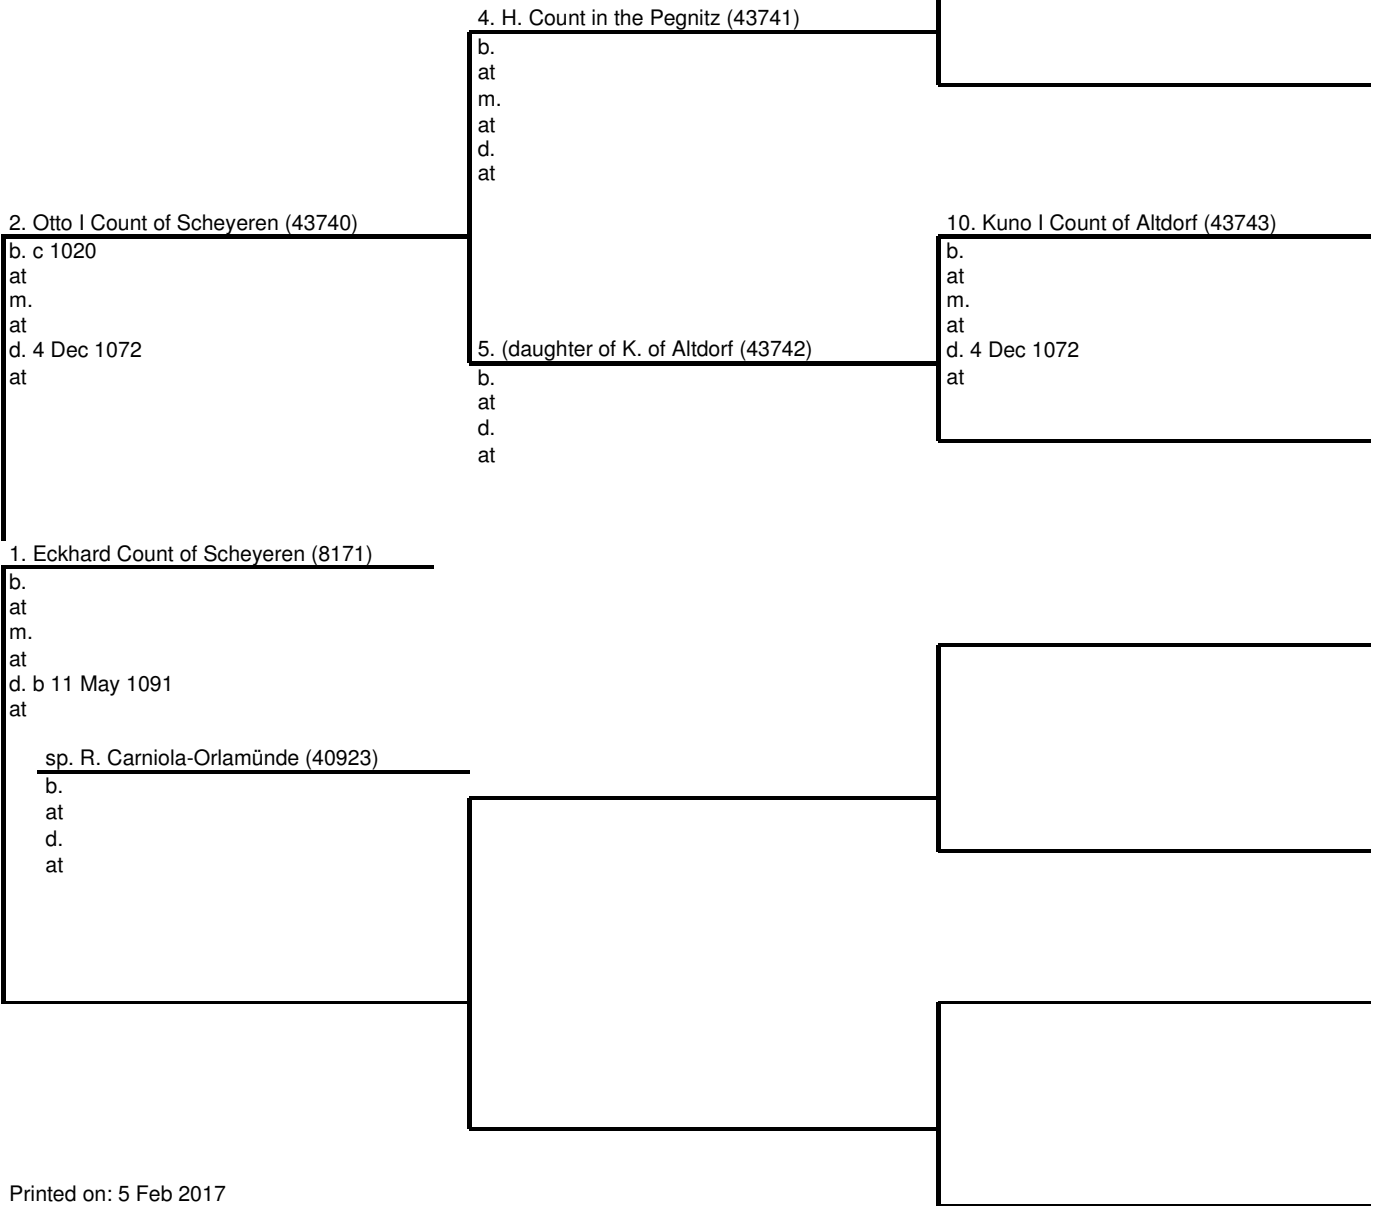 4. H. Count in the Pegnitz (43741)
b.
at
m.
at
d.
at
2. Otto I Count of Scheyeren (43740)
b. c 1020
at
m.
at
d. 4 Dec 1072
at
10. Kuno I Count of Altdorf (43743)
b.
at
m.
at
d. 4 Dec 1072
at
5. (daughter of K. of Altdorf (43742)
b.
at
d.
at
1. Eckhard Count of Scheyeren (8171)
b.
at
m.
at
d. b 11 May 1091
at
sp. R. Carniola-Orlamünde (40923)
b.
at
d.
at
Printed on: 5 Feb 2017